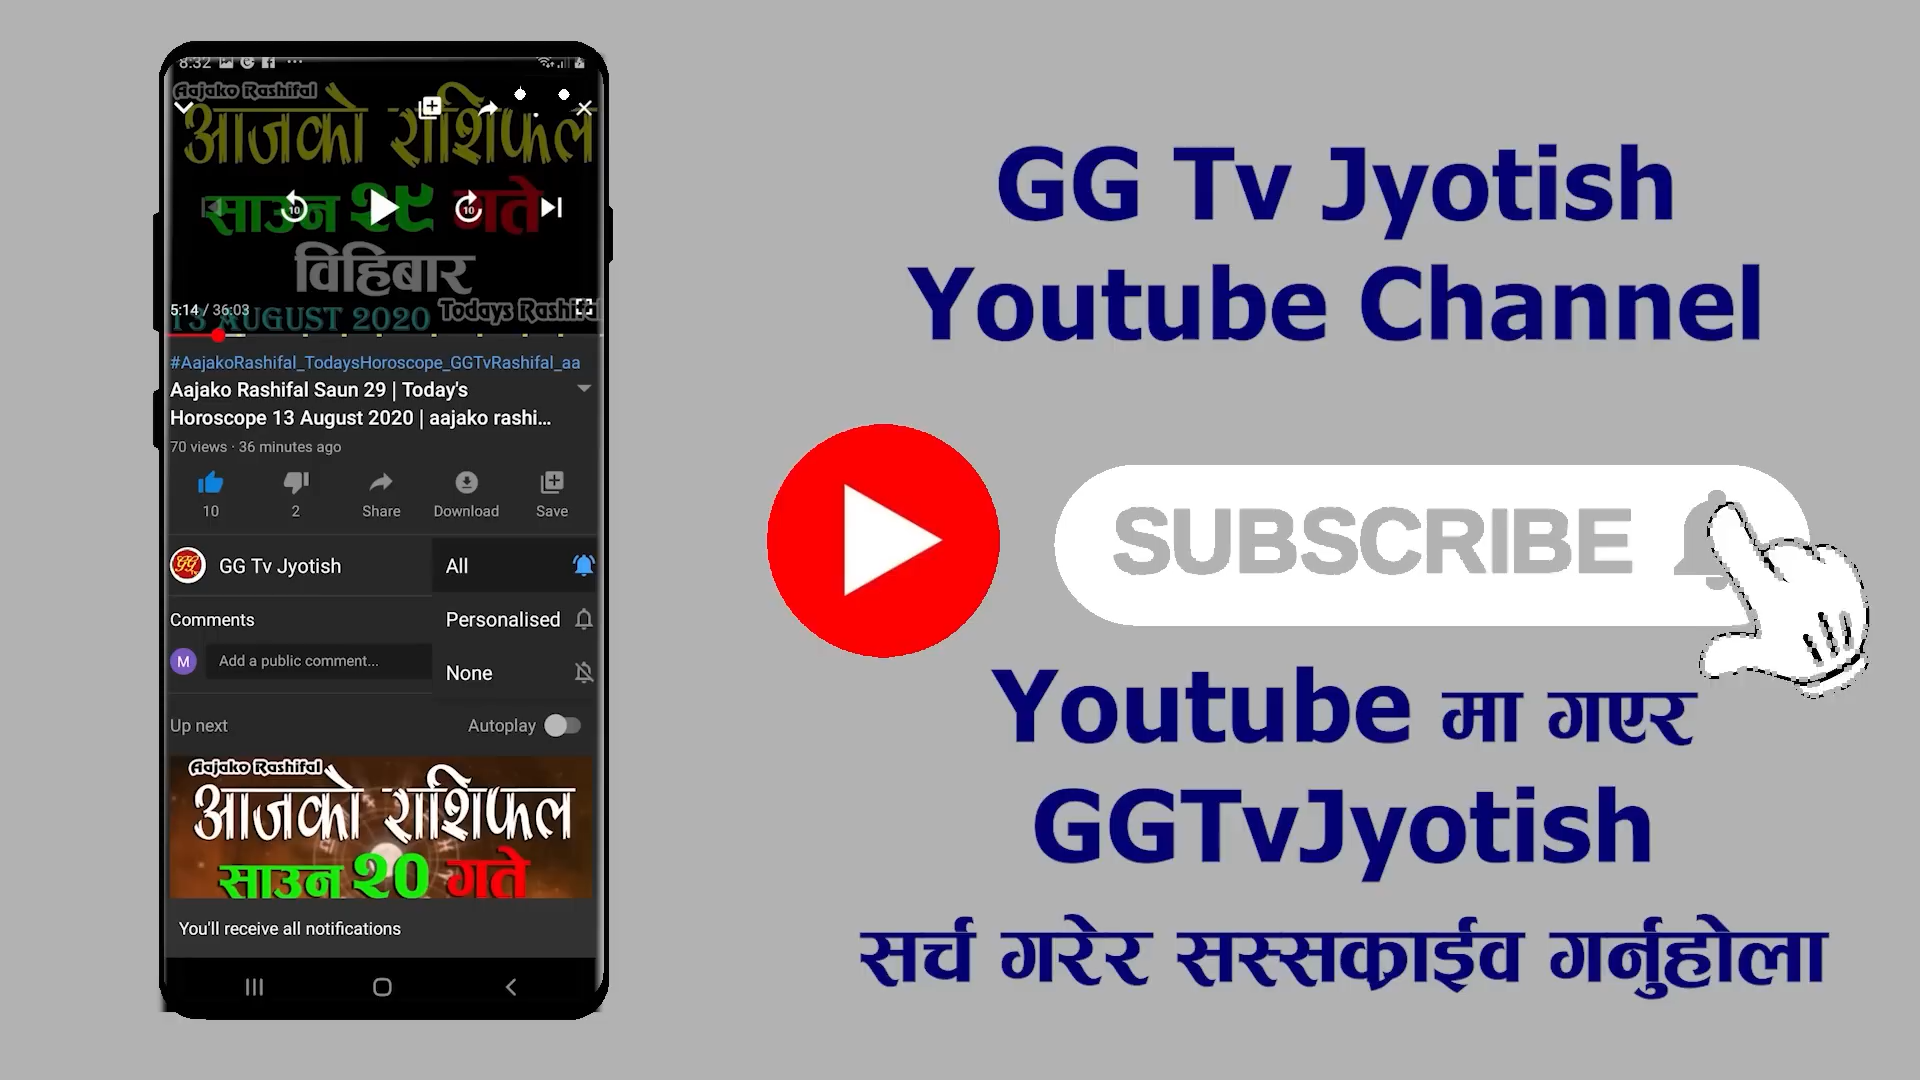 8:32
Aajako Rashifal
आजको राशिफल
साउन २९ गते
10
10
विहिबार
5:14 / 36:03
13 AUGUST 2020
Todays Rashif
#AajakoRashifal_TodaysHoroscope_GGTvRashifal_aa
Aajako Rashifal Saun 29 | Today's
Horoscope 13 August 2020 | aajako rashi...
70 views · 36 minutes ago
10
2
Share
Download
Save
GG Tv Jyotish
All
Comments
Personalised
M
Add a public comment...
None
Up next
Autoplay
Aajako Rashifal
आजको राशिफल
साउन २० गते
You'll receive all notifications
GG Tv Jyotish
Youtube Channel
SUBSCRIBE
Youtube मा गएर
GGTvJyotish
सर्च गरेर सस्सक्राईव गर्नुहोला